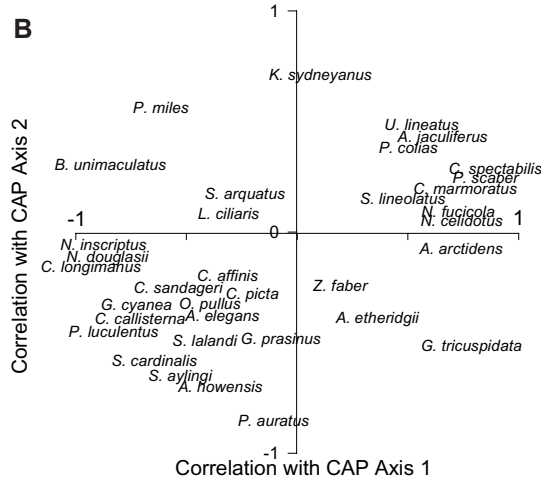 B
1
K. sydneyanus
P. miles
U. lineatus
A. jaculiferus
P. colias
B. unimaculatus
C. spectabilis
P. scaber
C. marmoratus
S. arquatus
S. lineolatus
L. ciliaris
N. fucicola
N. celidotus
-1
0
1
N. inscriptus
A. arctidens
N. douglasii
C. longimanus
C. affinis
C. sandageri
Z. faber
C. picta
G. cyanea
O. pullus
C. callisterna
A. elegans
A. etheridgii
P. luculentus
S. lalandi
G. prasinus
G. tricuspidata
S. cardinalis
S. aylingi
A. howensis
P. auratus
-1
Correlation with CAP Axis 1
Correlation with CAP Axis 2